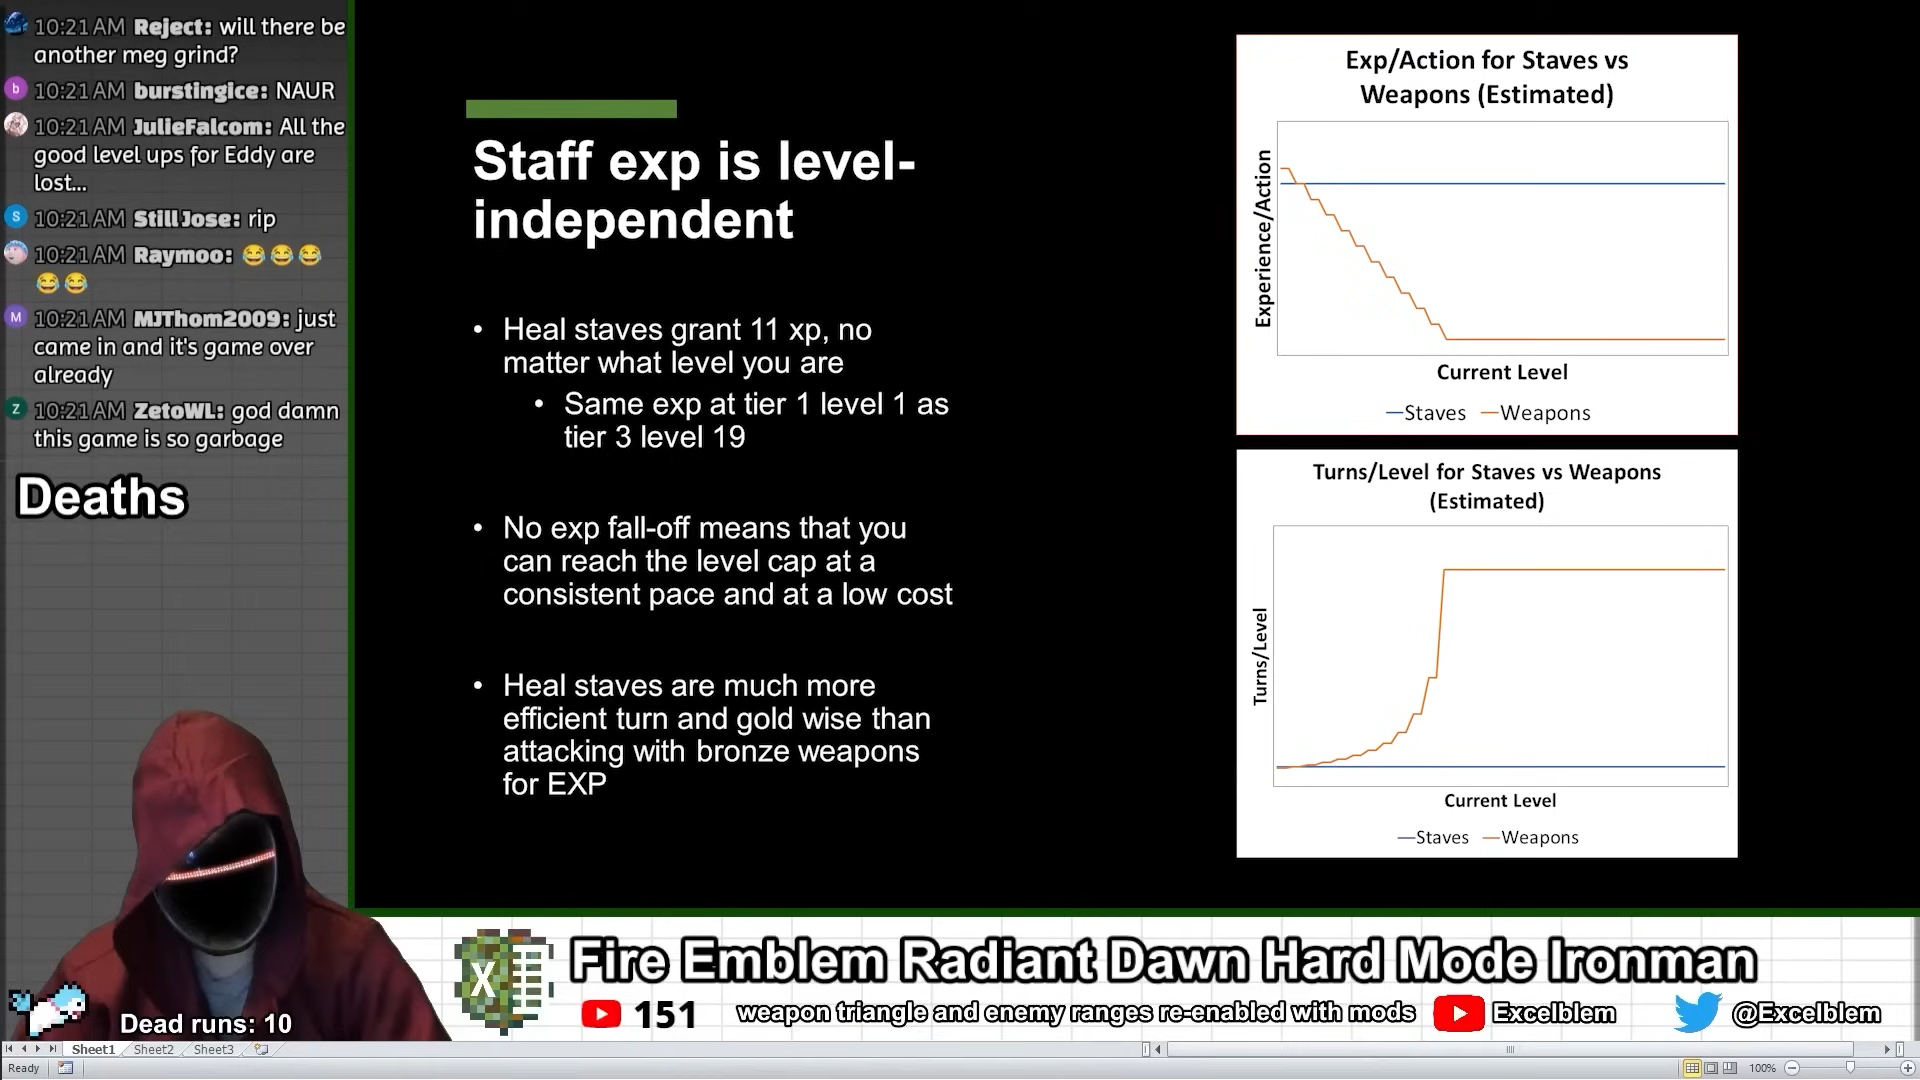 10:21 AM Reject: will there be
another meg grind?
b 10:21 AM burstingice: NAUR
10:21 AM JulieFalcom: All the
good level ups for Eddy are
lost...
S 10:21 AM Still Jose: rip
10:21 AM Raymoo: 😂😂😂
😂😂
M 10:21 AM MJThom2009: just
came in and it's game over
already
Z 10:21 AM ZetoWL: god damn
this game is so garbage
Deaths
Dead runs: 10
Staff exp is level-
independent
• Heal staves grant 11 xp, no
matter what level you are
• Same exp at tier 1 level 1 as
tier 3 level 19
• No exp fall-off means that you
can reach the level cap at a
consistent pace and at a low cost
• Heal staves are much more
efficient turn and gold wise than
attacking with bronze weapons
for EXP
Exp/Action for Staves vs
Weapons (Estimated)
Experience/Action
Current Level
Staves Weapons
Turns/Level for Staves vs Weapons
(Estimated)
Turns/Level
Current Level
Staves Weapons
X
Fire Emblem Radiant Dawn Hard Mode Ironman
151 weapon triangle and enemy ranges re-enabled with mods Excelblem @Excelblem
Sheet1 Sheet2 Sheet3
Ready 100%